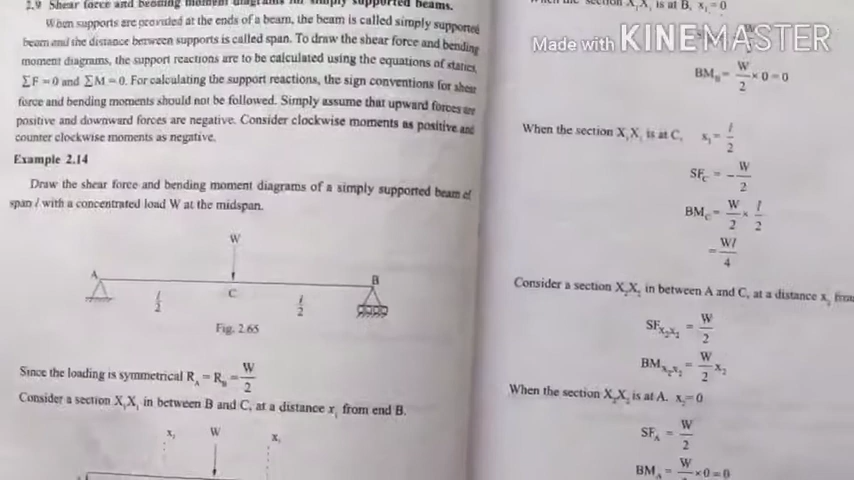 2.9 Shear force and bending moment diagrams for simply supported beams.
When supports are provided at the ends of a beam, the beam is called simply supported
beam and the distance between supports is called span. To draw the shear force and bending
moment diagrams, the support reactions are to be calculated using the equations of statics,
∑F = 0 and ∑M = 0. For calculating the support reactions, the sign conventions for shear
force and bending moments should not be followed. Simply assume that upward forces are
positive and downward forces are negative. Consider clockwise moments as positive and
counter clockwise moments as negative.
Example 2.14
Draw the shear force and bending moment diagrams of a simply supported beam of
span l with a concentrated load W at the midspan.
W
A B
C
l/2 l/2
Fig. 2.65
Since the loading is symmetrical R_A = R_B = W/2
Consider a section X₁X₁ in between B and C, at a distance x₁ from end B.
x₂ W x₁
section X₁X₁ is at B, x₁ = 0
Made with KINEMASTER
BM_B = W/2 × 0 = 0
When the section X₁X₁ is at C, x₁ = l/2
SF_C = − W/2
BM_C = W/2 × l/2
= Wl/4
Consider a section X₂X₂ in between A and C, at a distance x₂ from
SF_X₂X₂ = W/2
BM_X₂X₂ = W/2 x₂
When the section X₂X₂ is at A. x₂ = 0
SF_A = W/2
BM_A = W/2 × 0 = 0